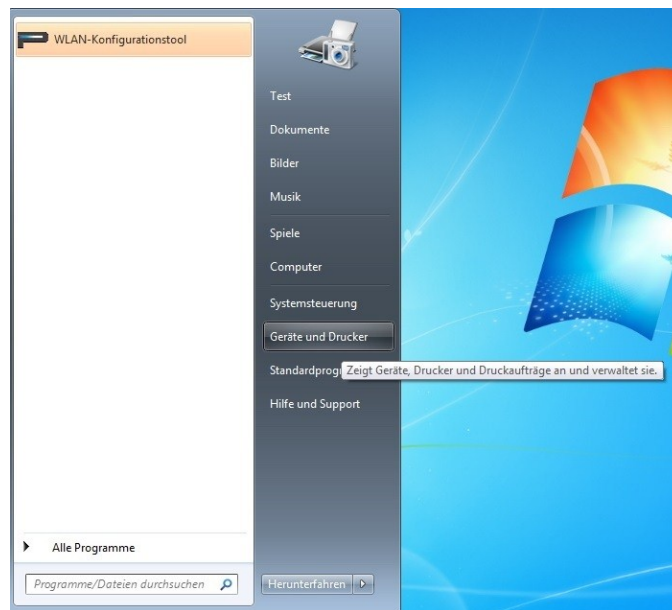 WLAN-Konfigurationstool
Alle Programme
Programme/Dateien durchsuchen
Test
Dokumente
Bilder
Musik
Spiele
Computer
Systemsteuerung
Geräte und Drucker
Zeigt Geräte, Drucker und Druckaufträge an und verwaltet sie.
Hilfe und Support
Herunterfahren